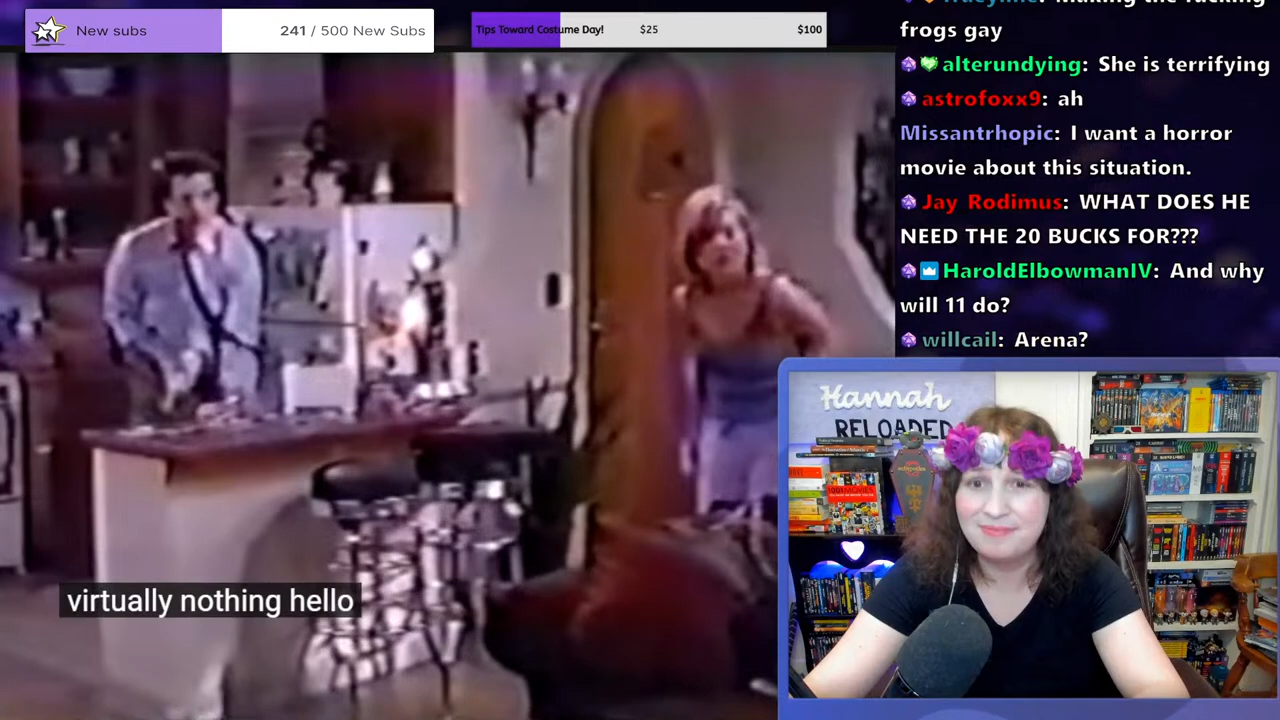 New subs
241 / 500 New Subs
Tips Toward Costume Day!
$25
$100
frogs gay
alterundying: She is terrifying
astrofoxx9: ah
Missantrhopic: I want a horror
movie about this situation.
Jay Rodimus: WHAT DOES HE
NEED THE 20 BUCKS FOR???
HaroldElbowmanIV: And why
will 11 do?
willcail: Arena?
Hannah
RELOADED
virtually nothing hello